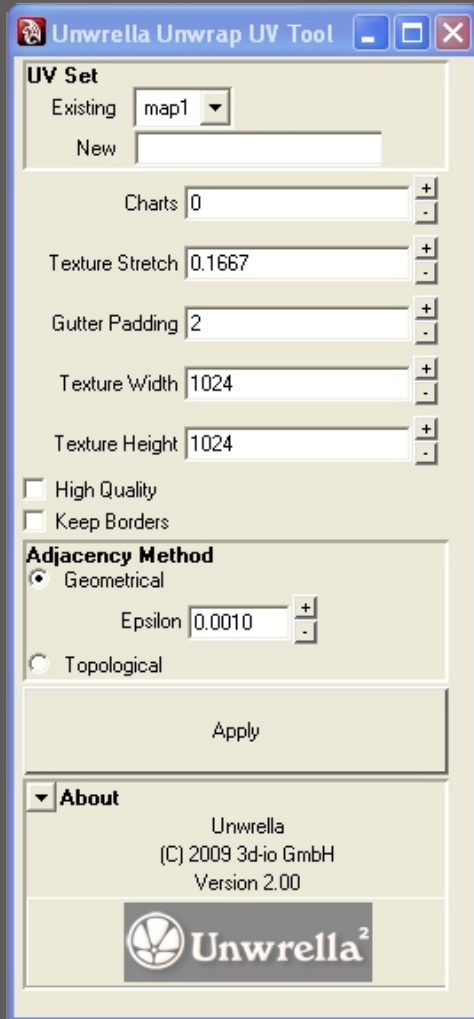 Unwrella Unwrap UV Tool
UV Set
Existing map1
New
Charts 0 + -
Texture Stretch 0.1667 + -
Gutter Padding 2 + -
Texture Width 1024 + -
Texture Height 1024 + -
High Quality
Keep Borders
Adjacency Method
Geometrical
Epsilon 0.0010 + -
Topological
Apply
About
Unwrella
(C) 2009 3d-io GmbH
Version 2.00
Unwrella²